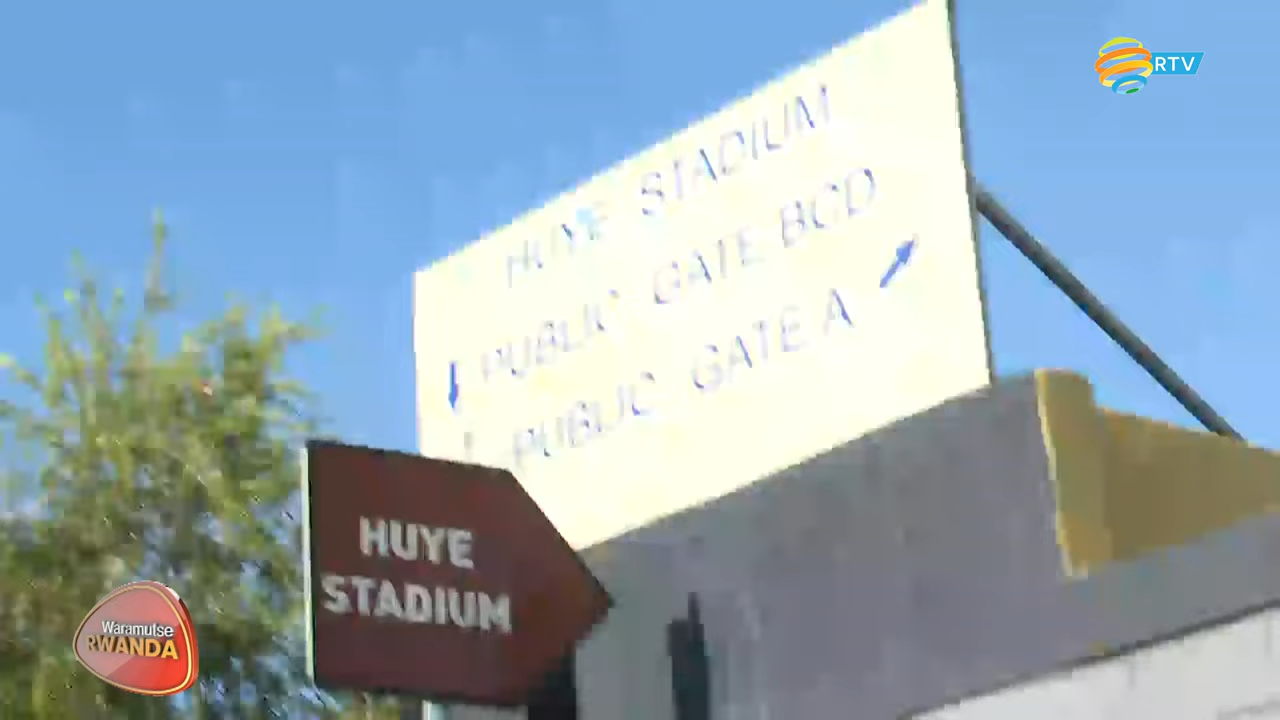 RTV
HUYE STADIUM
PUBLIC GATE BCD
PUBLIC GATE A
HUYE
STADIUM
Waramutse
RWANDA